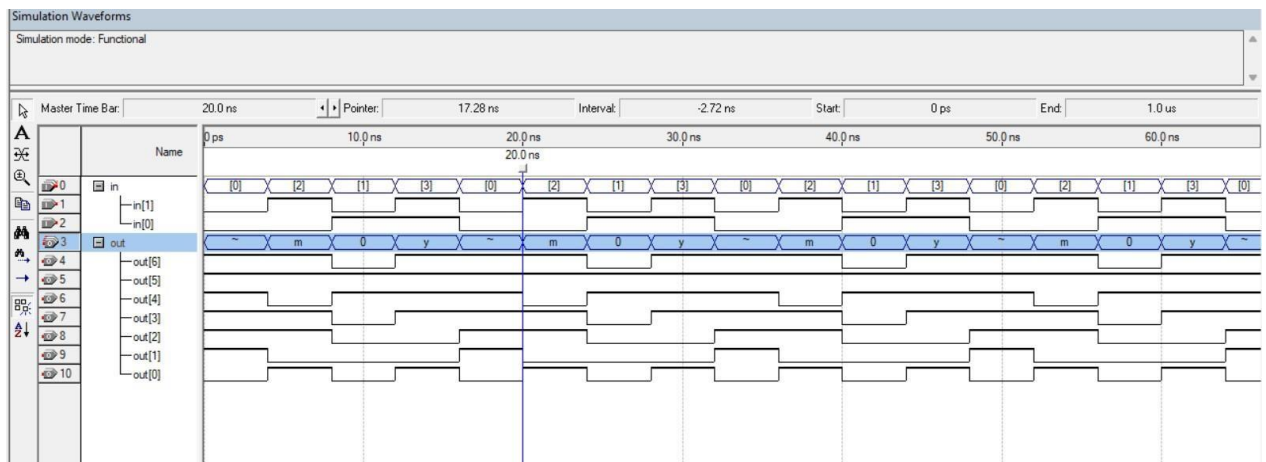 Simulation Waveforms
Simulation mode: Functional
Master Time Bar: 20.0 ns Pointer: 17.28 ns Interval: -2.72 ns Start: 0 ps End: 1.0 us
Name 0 ps 10.0 ns 20.0 ns 30.0 ns 40.0 ns 50.0 ns 60.0 ns
20.0 ns
0 in [0] [2] [1] [3] [0] [2] [1] [3] [0] [2] [1] [3] [0] [2] [1] [3] [0]
1 in[1]
2 in[0]
3 out ~ m 0 y ~ m 0 y ~ m 0 y ~ m 0 y ~
4 out[6]
5 out[5]
6 out[4]
7 out[3]
8 out[2]
9 out[1]
10 out[0]